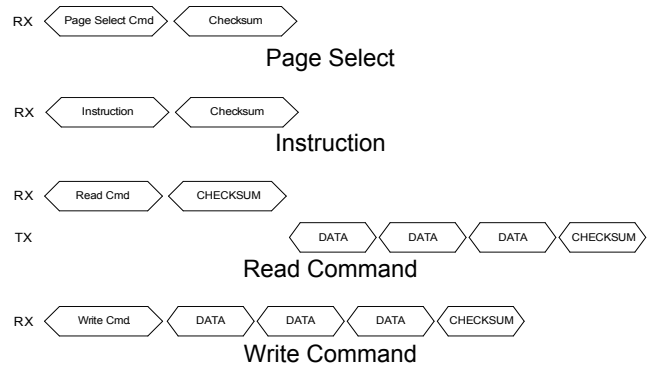 RX Page Select Cmd Checksum
Page Select
RX Instruction Checksum
Instruction
RX Read Cmd CHECKSUM
TX DATA DATA DATA CHECKSUM
Read Command
RX Write Cmd. DATA DATA DATA CHECKSUM
Write Command